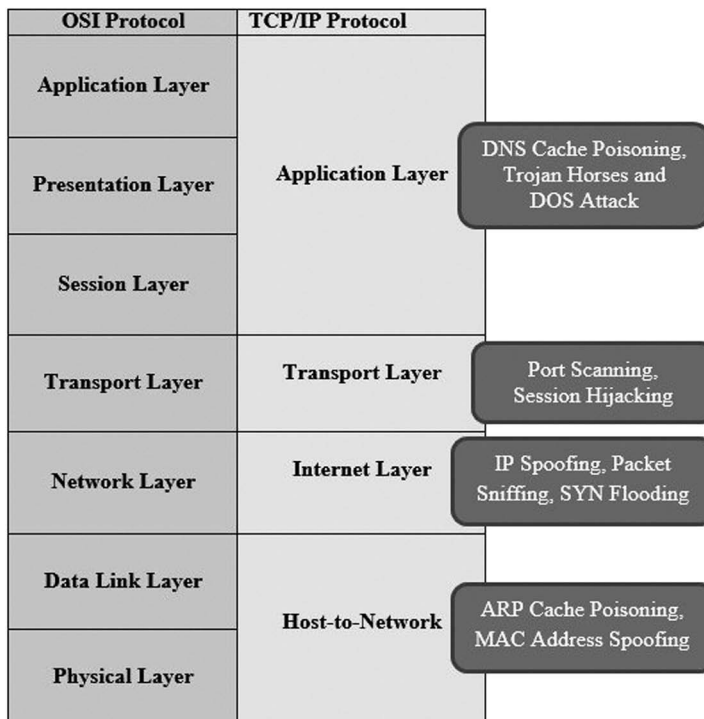 OSI Protocol
TCP/IP Protocol
Application Layer
Presentation Layer
Session Layer
Application Layer
DNS Cache Poisoning,
Trojan Horses and
DOS Attack
Transport Layer
Transport Layer
Port Scanning,
Session Hijacking
Network Layer
Internet Layer
IP Spoofing, Packet
Sniffing, SYN Flooding
Data Link Layer
Physical Layer
Host-to-Network
ARP Cache Poisoning,
MAC Address Spoofing